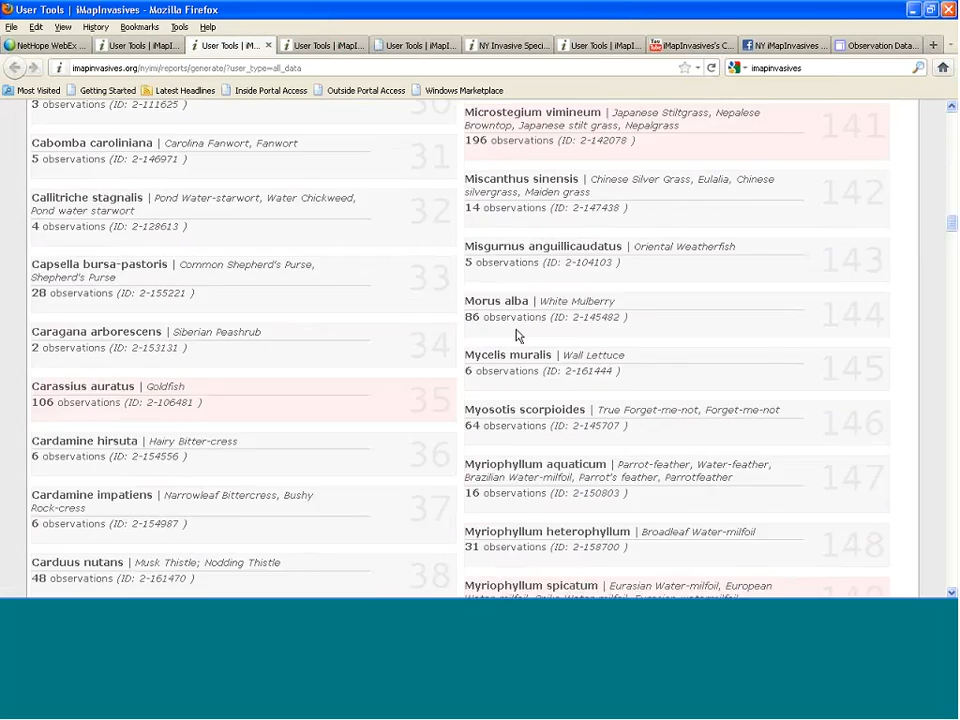 User Tools | iMapInvasives - Mozilla Firefox
File Edit View History Bookmarks Tools Help
NetHope WebEx ... User Tools | iMapI... User Tools | iM... User Tools | iMapI... User Tools | iMapI... NY Invasive Speci... User Tools | iMapI... iMapInvasives's C... NY iMapInvasives ... Observation Data...
imapinvasives.org/nyimi/reports/generate/?user_type=all_data
imapinvasives
Most Visited Getting Started Latest Headlines Inside Portal Access Outside Portal Access Windows Marketplace
3 observations (ID: 2-111625 )
Cabomba caroliniana | Carolina Fanwort, Fanwort
5 observations (ID: 2-146971 )
31
Callitriche stagnalis | Pond Water-starwort, Water Chickweed,
Pond water starwort
4 observations (ID: 2-128613 )
32
Capsella bursa-pastoris | Common Shepherd's Purse,
Shepherd's Purse
28 observations (ID: 2-155221 )
33
Caragana arborescens | Siberian Peashrub
2 observations (ID: 2-153131 )
34
Carassius auratus | Goldfish
106 observations (ID: 2-106481 )
35
Cardamine hirsuta | Hairy Bitter-cress
6 observations (ID: 2-154556 )
36
Cardamine impatiens | Narrowleaf Bittercress, Bushy
Rock-cress
6 observations (ID: 2-154987 )
37
Carduus nutans | Musk Thistle; Nodding Thistle
48 observations (ID: 2-161470 )
38
Microstegium vimineum | Japanese Stiltgrass, Nepalese
Browntop, Japanese stilt grass, Nepalgrass
196 observations (ID: 2-142078 )
141
Miscanthus sinensis | Chinese Silver Grass, Eulalia, Chinese
silvergrass, Maiden grass
14 observations (ID: 2-147438 )
142
Misgurnus anguillicaudatus | Oriental Weatherfish
5 observations (ID: 2-104103 )
143
Morus alba | White Mulberry
86 observations (ID: 2-145482 )
144
Mycelis muralis | Wall Lettuce
6 observations (ID: 2-161444 )
145
Myosotis scorpioides | True Forget-me-not, Forget-me-not
64 observations (ID: 2-145707 )
146
Myriophyllum aquaticum | Parrot-feather, Water-feather,
Brazilian Water-milfoil, Parrot's feather, Parrotfeather
16 observations (ID: 2-150803 )
147
Myriophyllum heterophyllum | Broadleaf Water-milfoil
31 observations (ID: 2-158700 )
148
Myriophyllum spicatum | Eurasian Water-milfoil, European